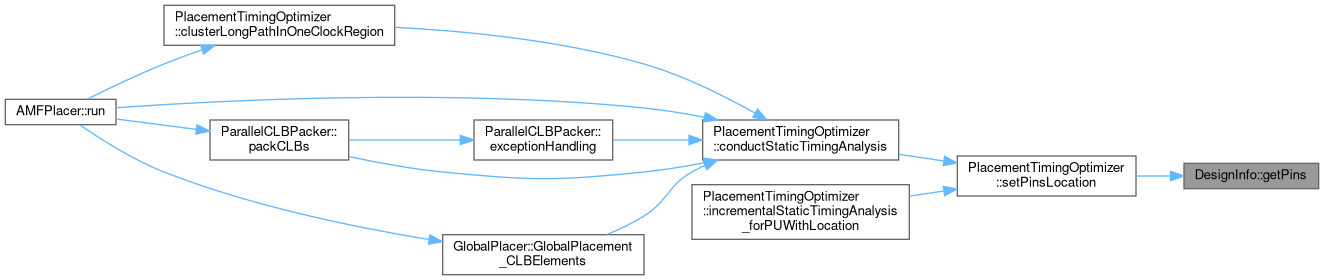 PlacementTimingOptimizer
::clusterLongPathInOneClockRegion
AMFPlacer::run
ParallelCLBPacker::
packCLBs
ParallelCLBPacker::
exceptionHandling
PlacementTimingOptimizer
::conductStaticTimingAnalysis
PlacementTimingOptimizer
::setPinsLocation
DesignInfo::getPins
PlacementTimingOptimizer
::incrementalStaticTimingAnalysis
_forPUWithLocation
GlobalPlacer::GlobalPlacement
_CLBElements